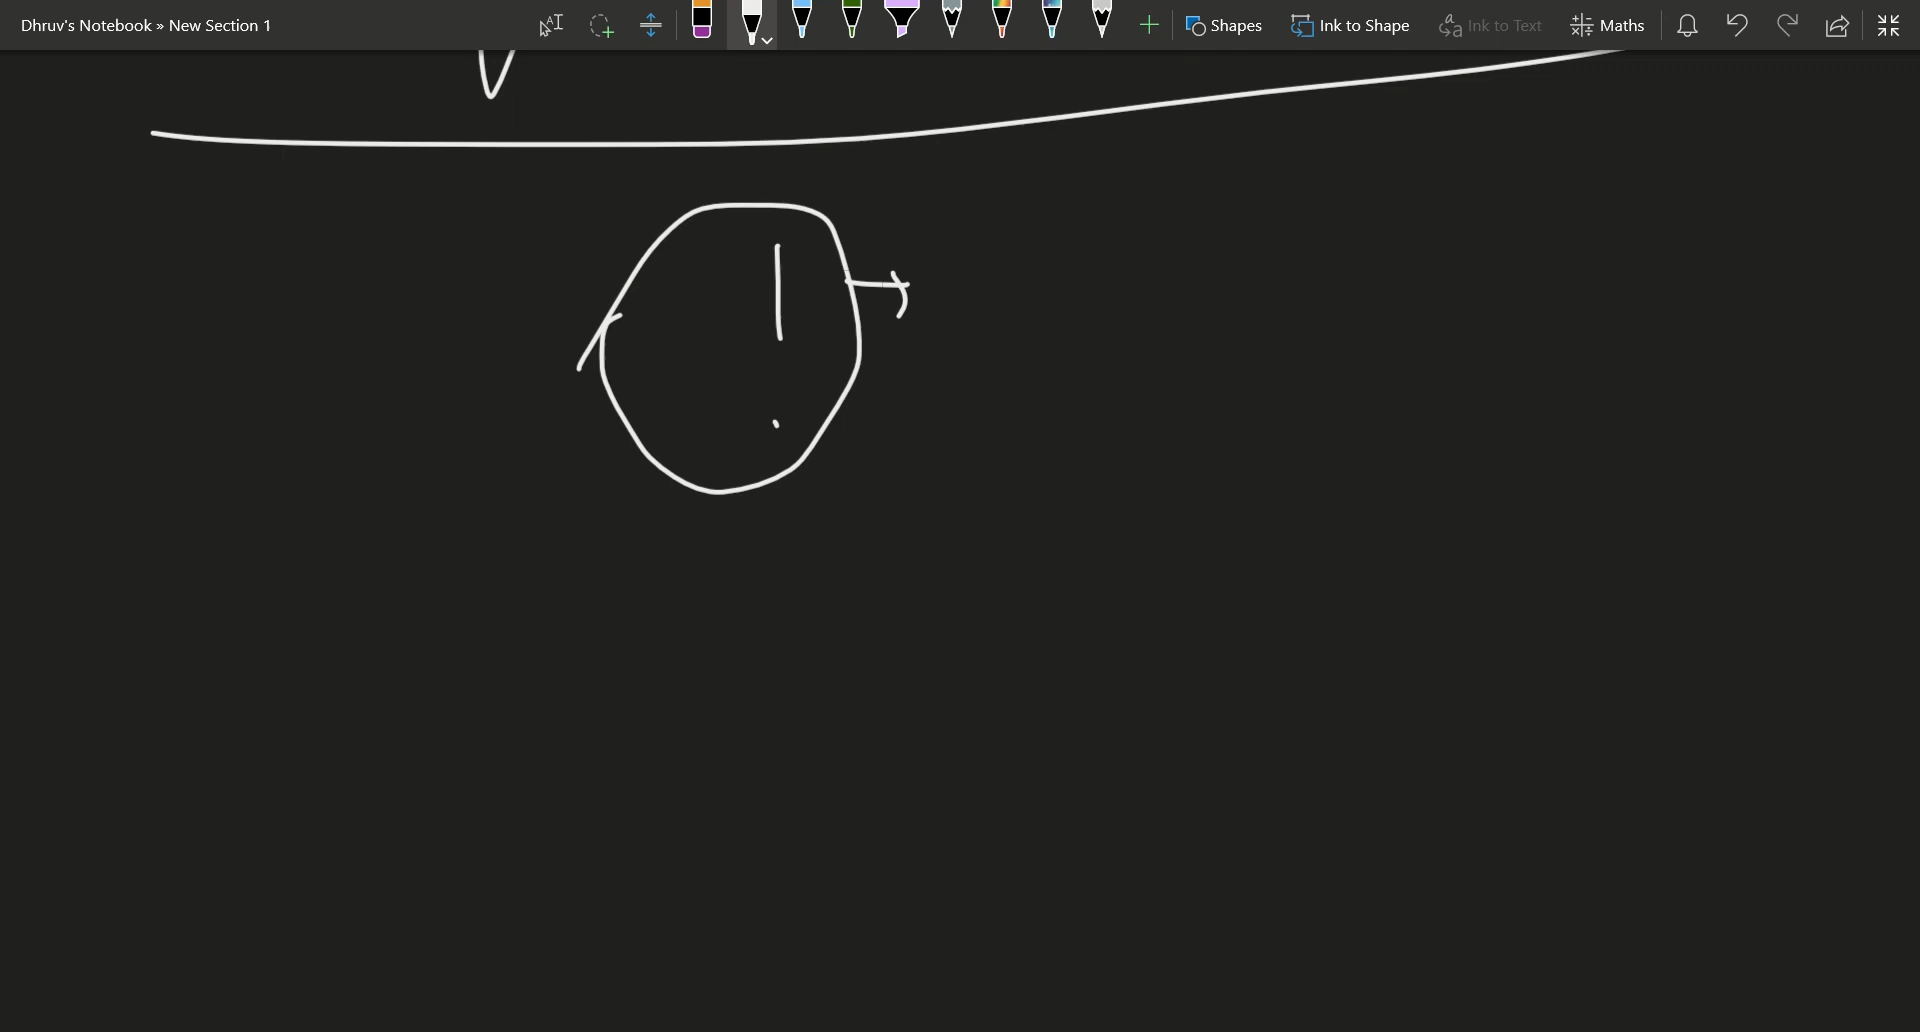 Dhruv's Notebook » New Section 1
Shapes
Ink to Shape
Ink to Text
Maths